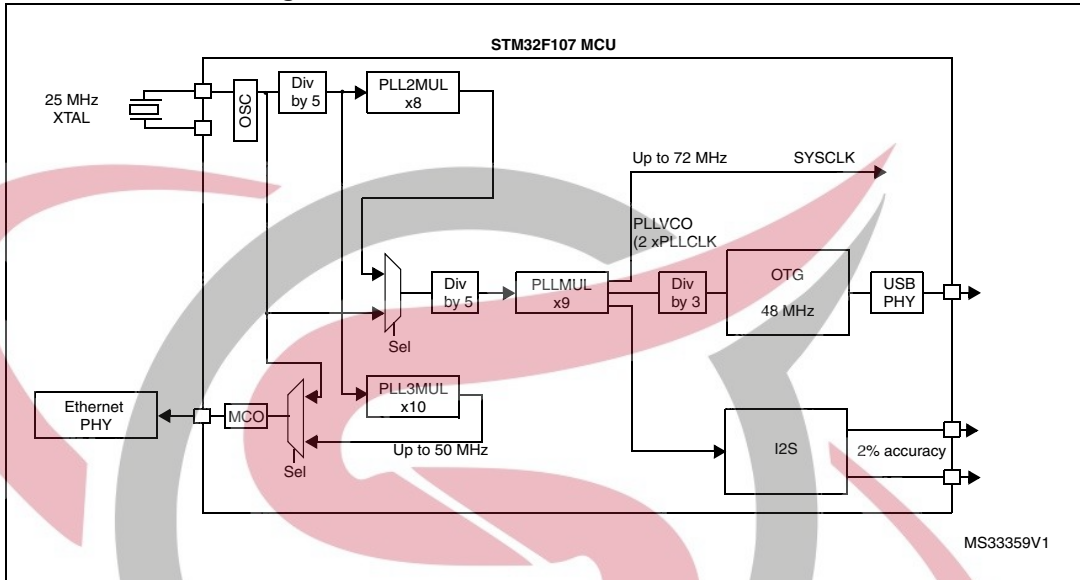 STM32F107 MCU
25 MHz
XTAL
OSC
Div
by 5
PLL2MUL
x8
Up to 72 MHz
SYSCLK
PLLVCO
(2 xPLLCLK
Sel
Div
by 5
PLLMUL
x9
Div
by 3
OTG
48 MHz
USB
PHY
Ethernet
PHY
MCO
Sel
PLL3MUL
x10
Up to 50 MHz
I2S
2% accuracy
MS33359V1